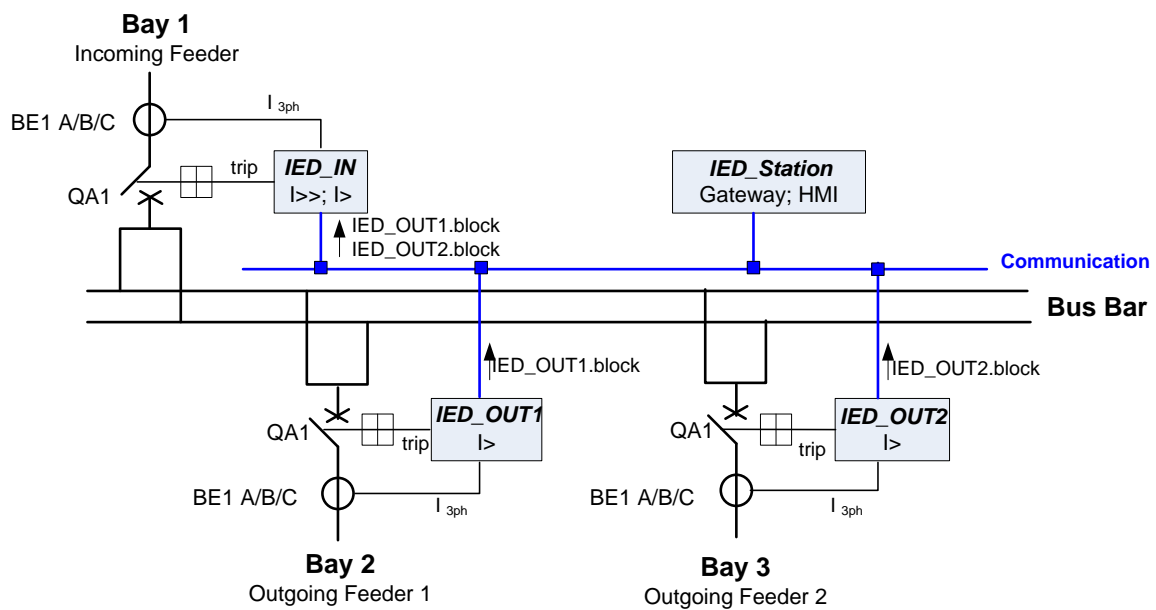 Bay 1
Incoming Feeder
I 3ph
BE1 A/B/C
trip
IED_IN
I>>; I>
QA1
IED_Station
Gateway; HMI
IED_OUT1.block
IED_OUT2.block
Communication
Bus Bar
IED_OUT1.block
IED_OUT2.block
QA1
trip
IED_OUT1
I>
BE1 A/B/C
I 3ph
Bay 2
Outgoing Feeder 1
QA1
trip
IED_OUT2
I>
BE1 A/B/C
I 3ph
Bay 3
Outgoing Feeder 2